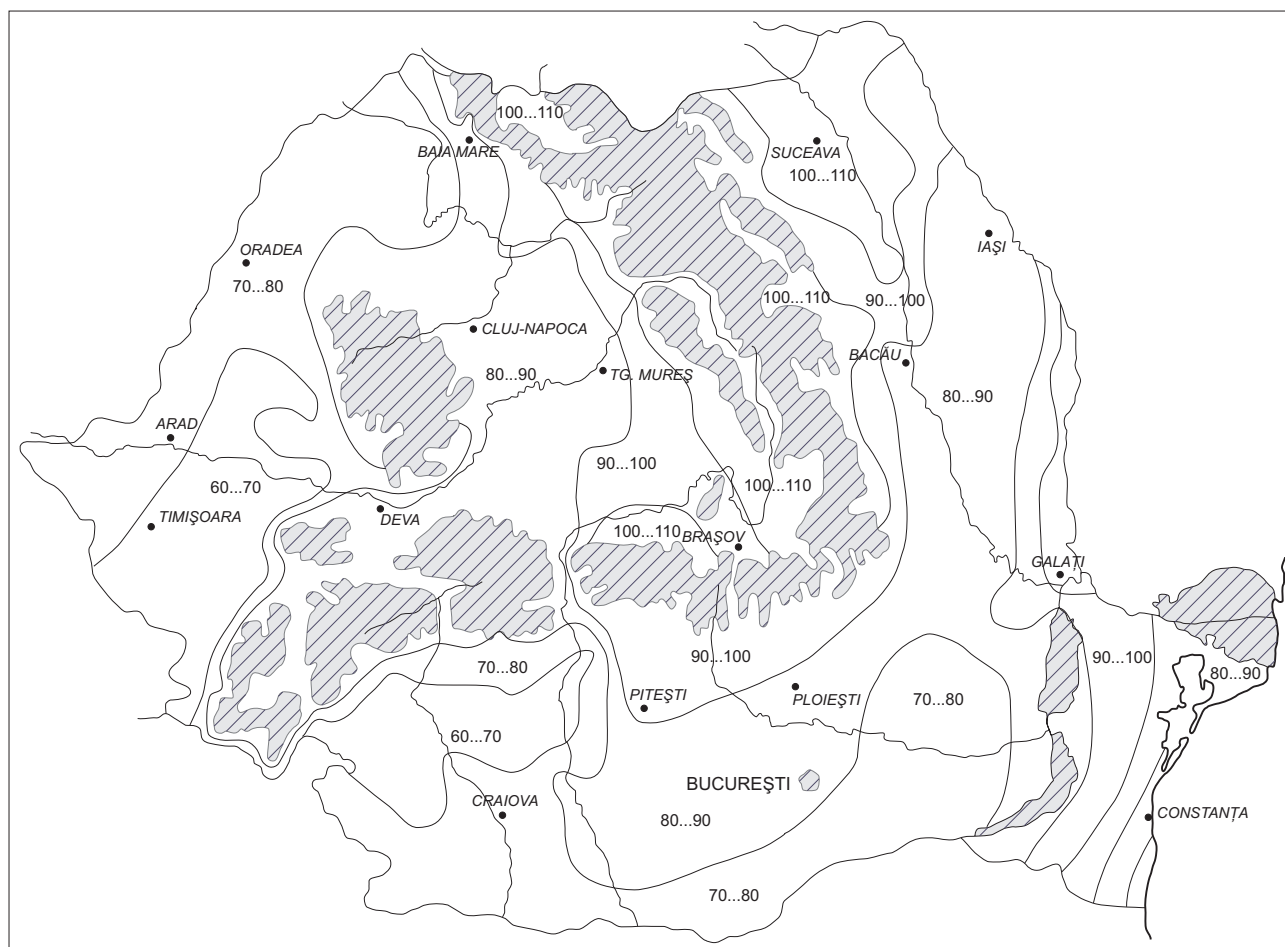 100...110
BAIA MARE
SUCEAVA
100...110
IAŞI
ORADEA
70...80
100...110
90...100
CLUJ-NAPOCA
BACĂU
80...90
TG. MUREŞ
80...90
ARAD
90...100
60...70
100...110
TIMIŞOARA
DEVA
100...110
BRAŞOV
GALAȚI
70...80
90...100
90...100
80...90
PITEŞTI
PLOIEŞTI
70...80
60...70
BUCUREŞTI
CRAIOVA
80...90
CONSTANȚA
70...80